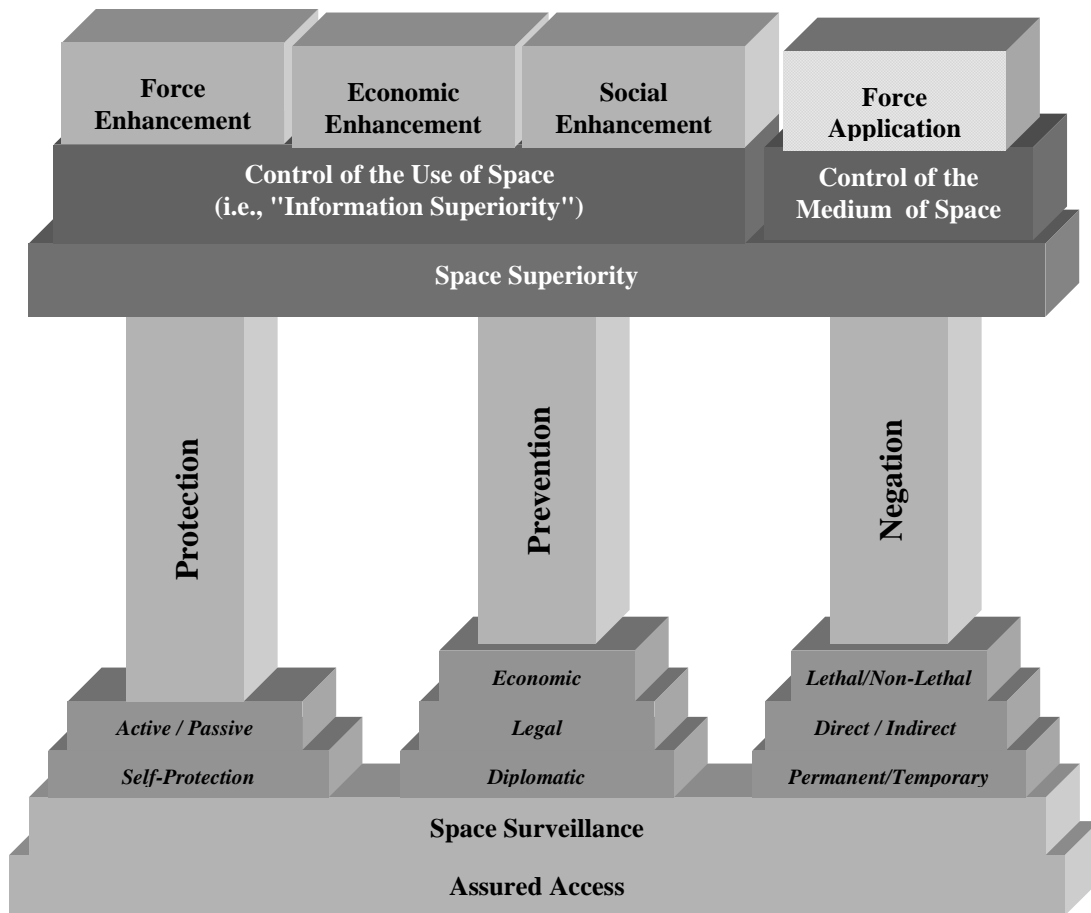 Force
Enhancement
Economic
Enhancement
Social
Enhancement
Force
Application
Control of the Use of Space
(i.e., "Information Superiority")
Control of the
Medium of Space
Space Superiority
Protection
Prevention
Negation
Active / Passive
Self-Protection
Economic
Legal
Diplomatic
Lethal/Non-Lethal
Direct / Indirect
Permanent/Temporary
Space Surveillance
Assured Access